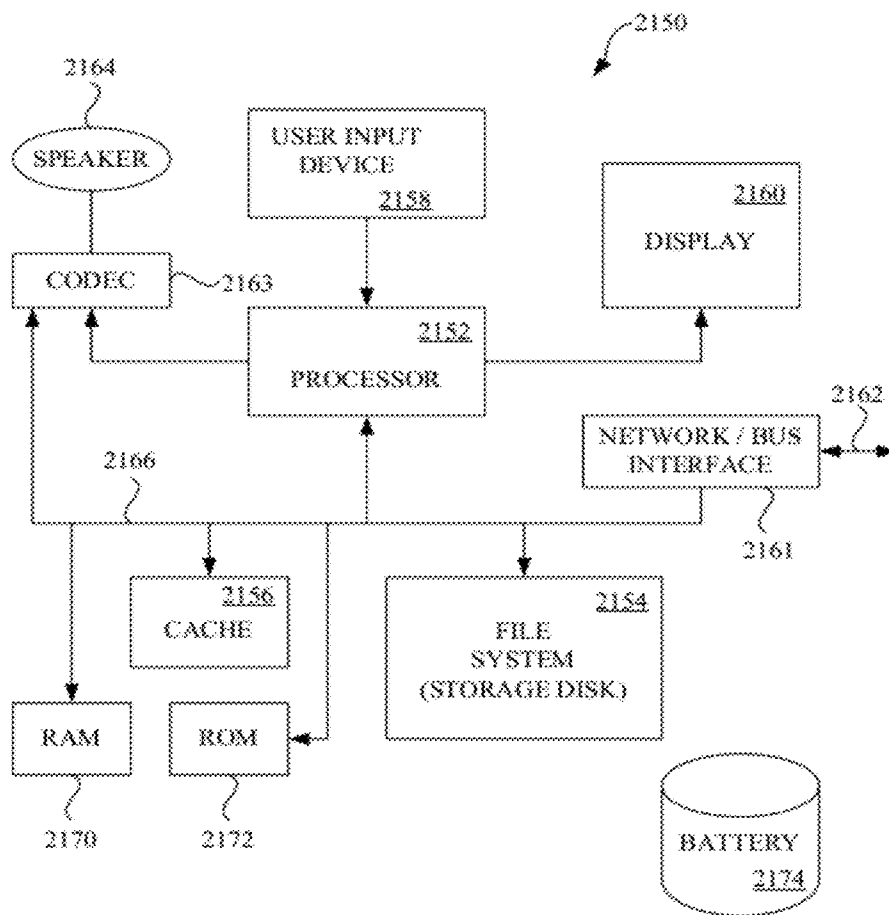 2150
2164
SPEAKER
USER INPUT
DEVICE
2158
2160
DISPLAY
CODEC
2163
2152
PROCESSOR
NETWORK / BUS
INTERFACE
2162
2166
2161
2156
CACHE
2154
FILE
SYSTEM
(STORAGE DISK)
RAM
ROM
2170
2172
BATTERY
2174